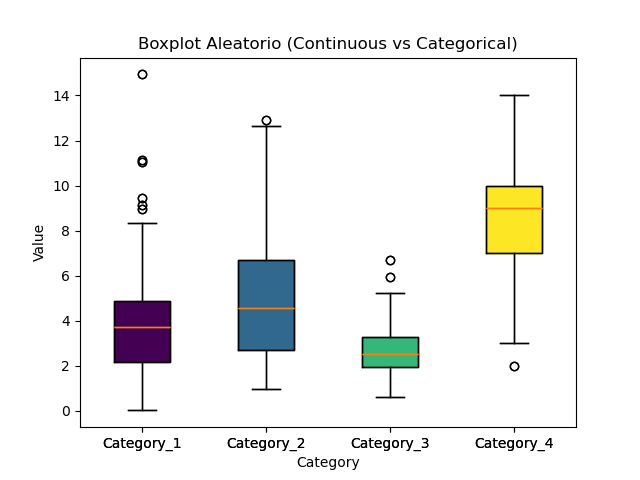 Boxplot Aleatorio (Continuous vs Categorical)
14
12
10
8
6
4
2
0
Value
Category_1 Category_2 Category_3 Category_4
Category